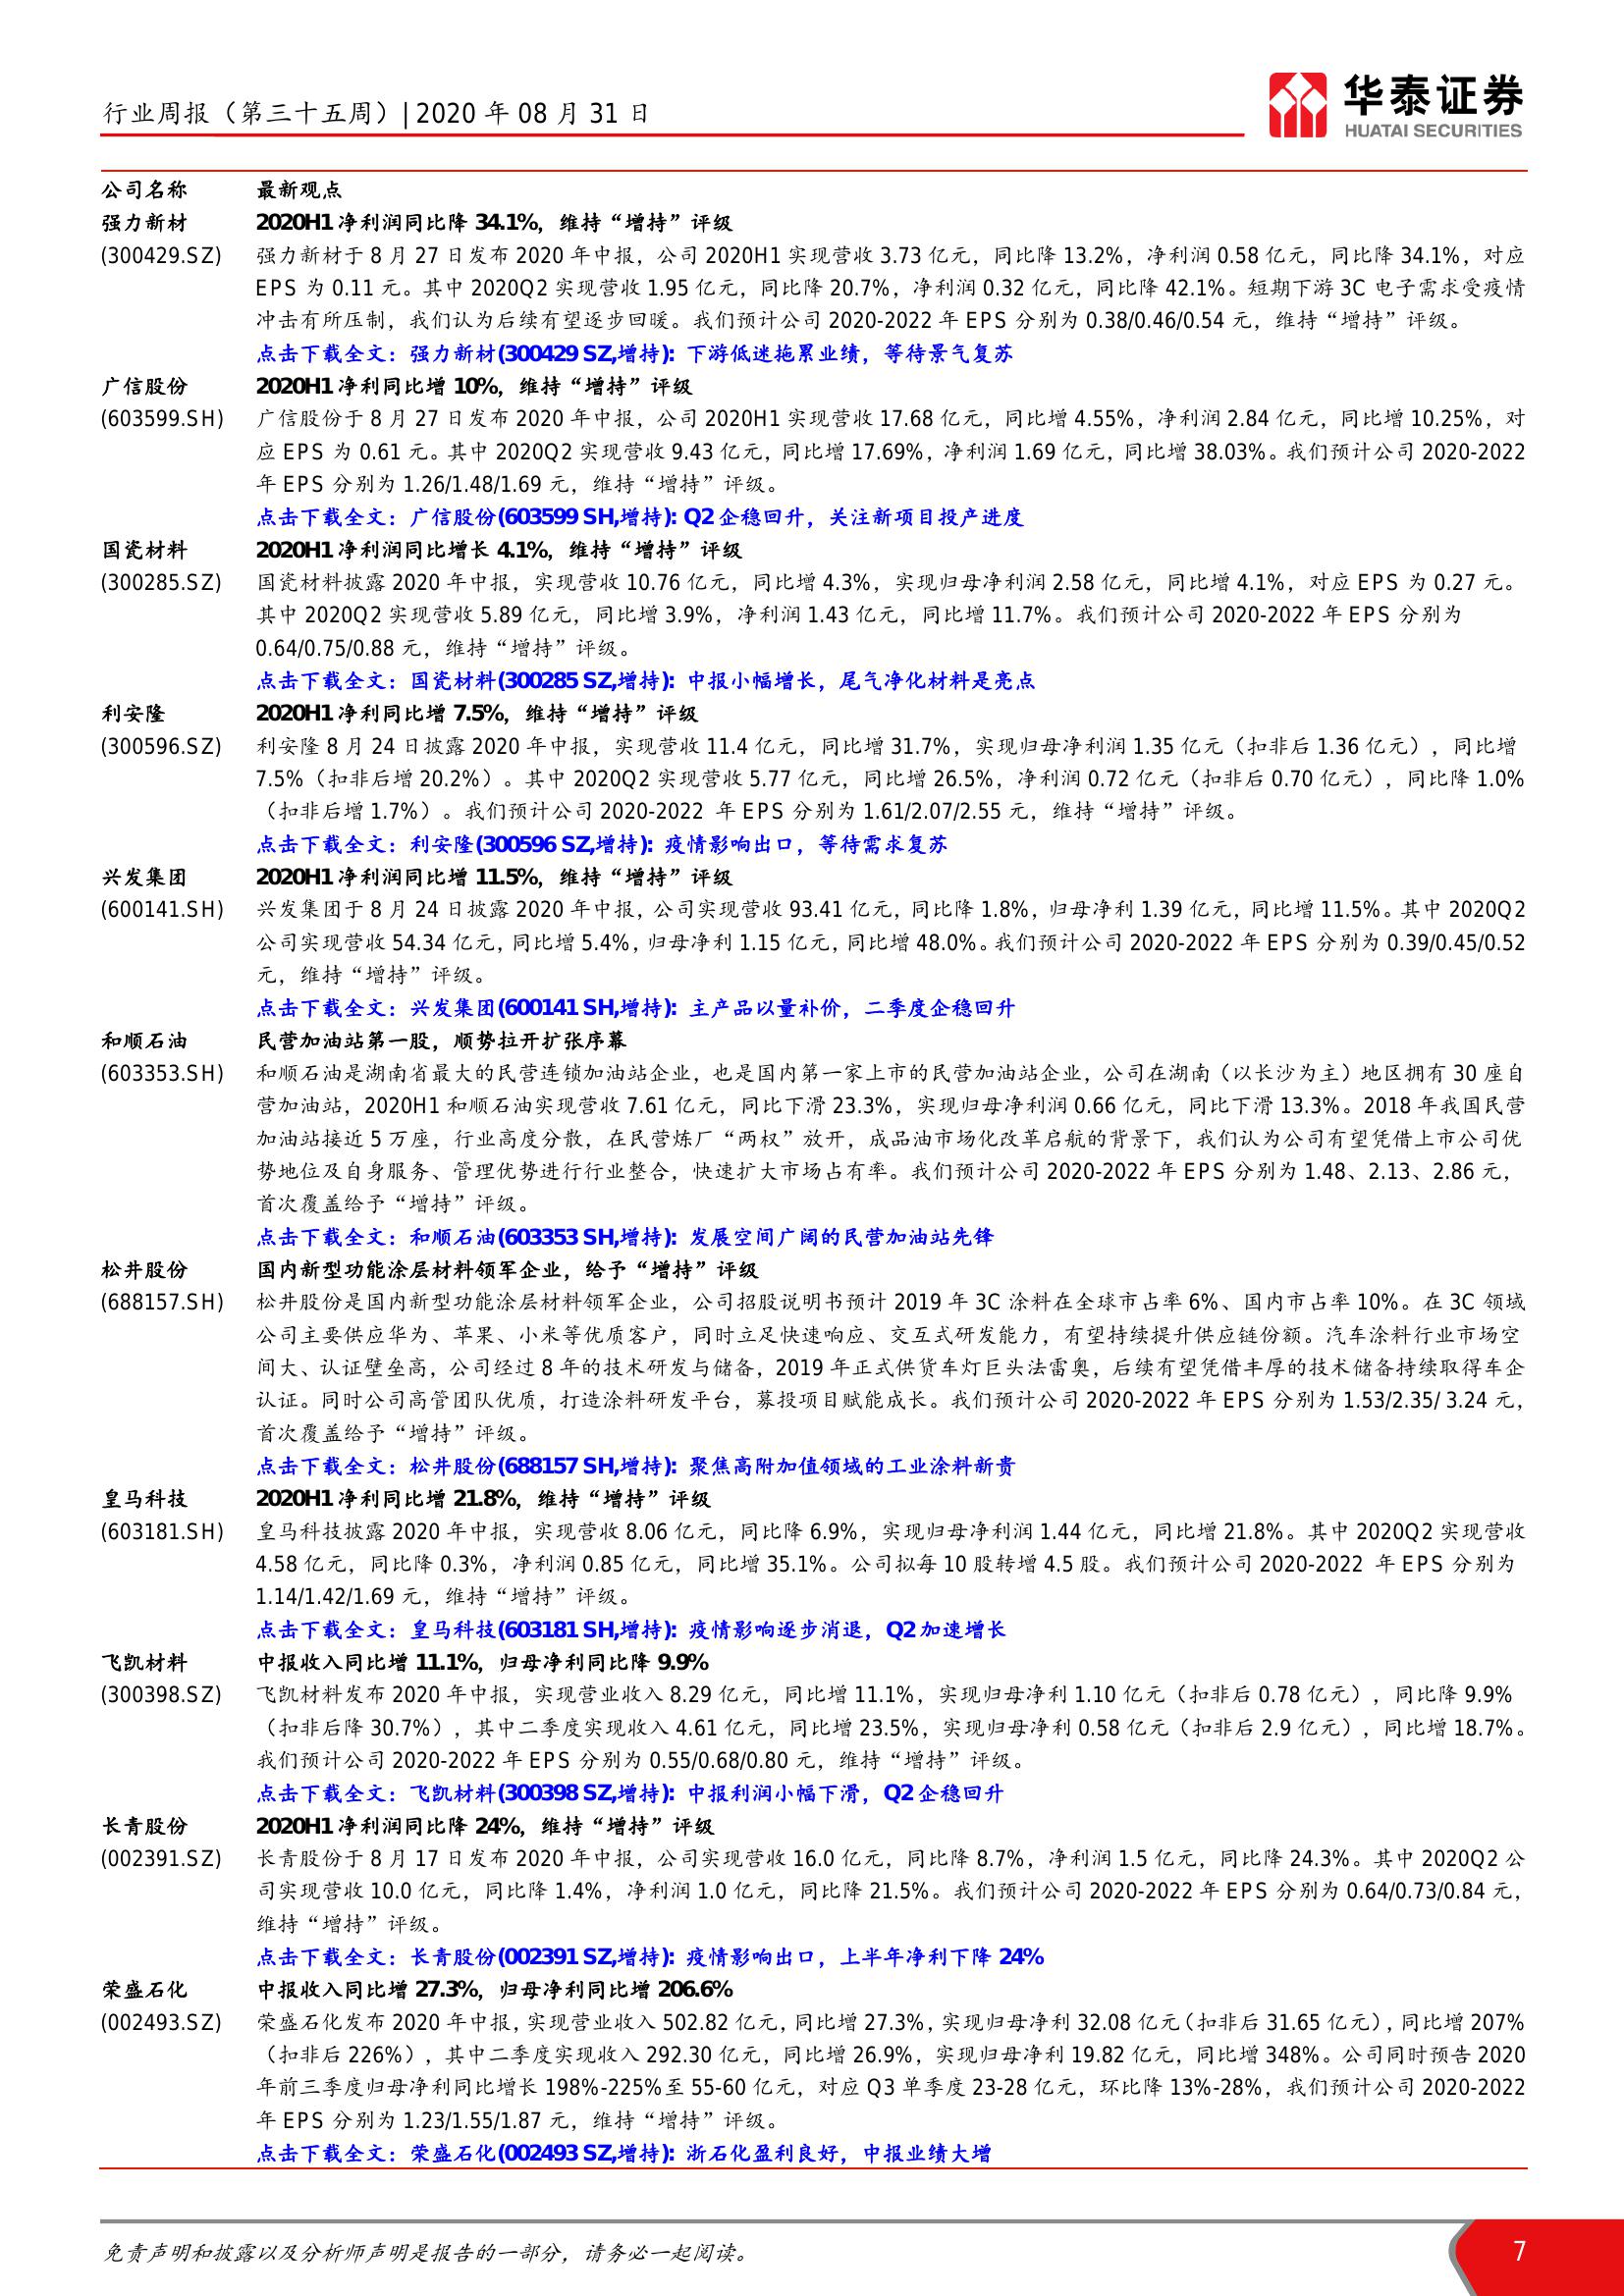 行业周报（第三十五周）| 2020 年 08 月 31 日
华泰证券
HUATAI SECURITIES
公司名称 最新观点
强力新材 2020H1 净利润同比降 34.1%，维持“增持”评级
(300429.SZ) 强力新材于 8 月 27 日发布 2020 年中报，公司 2020H1 实现营收 3.73 亿元，同比降 13.2%，净利润 0.58 亿元，同比降 34.1%，对应
EPS 为 0.11 元。其中 2020Q2 实现营收 1.95 亿元，同比降 20.7%，净利润 0.32 亿元，同比降 42.1%。短期下游 3C 电子需求受疫情
冲击有所压制，我们认为后续有望逐步回暖。我们预计公司 2020-2022 年 EPS 分别为 0.38/0.46/0.54 元，维持“增持”评级。
点击下载全文：强力新材(300429 SZ,增持): 下游低迷拖累业绩，等待景气复苏
广信股份 2020H1 净利同比增 10%，维持“增持”评级
(603599.SH) 广信股份于 8 月 27 日发布 2020 年中报，公司 2020H1 实现营收 17.68 亿元，同比增 4.55%，净利润 2.84 亿元，同比增 10.25%，对
应 EPS 为 0.61 元。其中 2020Q2 实现营收 9.43 亿元，同比增 17.69%，净利润 1.69 亿元，同比增 38.03%。我们预计公司 2020-2022
年 EPS 分别为 1.26/1.48/1.69 元，维持“增持”评级。
点击下载全文：广信股份(603599 SH,增持): Q2 企稳回升，关注新项目投产进度
国瓷材料 2020H1 净利润同比增长 4.1%，维持“增持”评级
(300285.SZ) 国瓷材料披露 2020 年中报，实现营收 10.76 亿元，同比增 4.3%，实现归母净利润 2.58 亿元，同比增 4.1%，对应 EPS 为 0.27 元。
其中 2020Q2 实现营收 5.89 亿元，同比增 3.9%，净利润 1.43 亿元，同比增 11.7%。我们预计公司 2020-2022 年 EPS 分别为
0.64/0.75/0.88 元，维持“增持”评级。
点击下载全文：国瓷材料(300285 SZ,增持): 中报小幅增长，尾气净化材料是亮点
利安隆 2020H1 净利同比增 7.5%，维持“增持”评级
(300596.SZ) 利安隆 8 月 24 日披露 2020 年中报，实现营收 11.4 亿元，同比增 31.7%，实现归母净利润 1.35 亿元（扣非后 1.36 亿元），同比增
7.5%（扣非后增 20.2%）。其中 2020Q2 实现营收 5.77 亿元，同比增 26.5%，净利润 0.72 亿元（扣非后 0.70 亿元），同比降 1.0%
（扣非后增 1.7%）。我们预计公司 2020-2022 年 EPS 分别为 1.61/2.07/2.55 元，维持“增持”评级。
点击下载全文：利安隆(300596 SZ,增持): 疫情影响出口，等待需求复苏
兴发集团 2020H1 净利润同比增 11.5%，维持“增持”评级
(600141.SH) 兴发集团于 8 月 24 日披露 2020 年中报，公司实现营收 93.41 亿元，同比降 1.8%，归母净利 1.39 亿元，同比增 11.5%。其中 2020Q2
公司实现营收 54.34 亿元，同比增 5.4%，归母净利 1.15 亿元，同比增 48.0%。我们预计公司 2020-2022 年 EPS 分别为 0.39/0.45/0.52
元，维持“增持”评级。
点击下载全文：兴发集团(600141 SH,增持): 主产品以量补价，二季度企稳回升
和顺石油 民营加油站第一股，顺势拉开扩张序幕
(603353.SH) 和顺石油是湖南省最大的民营连锁加油站企业，也是国内第一家上市的民营加油站企业，公司在湖南（以长沙为主）地区拥有 30 座自
营加油站，2020H1 和顺石油实现营收 7.61 亿元，同比下滑 23.3%，实现归母净利润 0.66 亿元，同比下滑 13.3%。2018 年我国民营
加油站接近 5 万座，行业高度分散，在民营炼厂“两权”放开，成品油市场化改革启航的背景下，我们认为公司有望凭借上市公司优
势地位及自身服务、管理优势进行行业整合，快速扩大市场占有率。我们预计公司 2020-2022 年 EPS 分别为 1.48、2.13、2.86 元，
首次覆盖给予“增持”评级。
点击下载全文：和顺石油(603353 SH,增持): 发展空间广阔的民营加油站先锋
松井股份 国内新型功能涂层材料领军企业，给予“增持”评级
(688157.SH) 松井股份是国内新型功能涂层材料领军企业，公司招股说明书预计 2019 年 3C 涂料在全球市占率 6%、国内市占率 10%。在 3C 领域
公司主要供应华为、苹果、小米等优质客户，同时立足快速响应、交互式研发能力，有望持续提升供应链份额。汽车涂料行业市场空
间大、认证壁垒高，公司经过 8 年的技术研发与储备，2019 年正式供货车灯巨头法雷奥，后续有望凭借丰厚的技术储备持续取得车企
认证。同时公司高管团队优质，打造涂料研发平台，募投项目赋能成长。我们预计公司 2020-2022 年 EPS 分别为 1.53/2.35/ 3.24 元，
首次覆盖给予“增持”评级。
点击下载全文：松井股份(688157 SH,增持): 聚焦高附加值领域的工业涂料新贵
皇马科技 2020H1 净利同比增 21.8%，维持“增持”评级
(603181.SH) 皇马科技披露 2020 年中报，实现营收 8.06 亿元，同比降 6.9%，实现归母净利润 1.44 亿元，同比增 21.8%。其中 2020Q2 实现营收
4.58 亿元，同比降 0.3%，净利润 0.85 亿元，同比增 35.1%。公司拟每 10 股转增 4.5 股。我们预计公司 2020-2022 年 EPS 分别为
1.14/1.42/1.69 元，维持“增持”评级。
点击下载全文：皇马科技(603181 SH,增持): 疫情影响逐步消退，Q2 加速增长
飞凯材料 中报收入同比增 11.1%，归母净利同比降 9.9%
(300398.SZ) 飞凯材料发布 2020 年中报，实现营业收入 8.29 亿元，同比增 11.1%，实现归母净利 1.10 亿元（扣非后 0.78 亿元），同比降 9.9%
（扣非后降 30.7%），其中二季度实现收入 4.61 亿元，同比增 23.5%，实现归母净利 0.58 亿元（扣非后 2.9 亿元），同比增 18.7%。
我们预计公司 2020-2022 年 EPS 分别为 0.55/0.68/0.80 元，维持“增持”评级。
点击下载全文：飞凯材料(300398 SZ,增持): 中报利润小幅下滑，Q2 企稳回升
长青股份 2020H1 净利润同比降 24%，维持“增持”评级
(002391.SZ) 长青股份于 8 月 17 日发布 2020 年中报，公司实现营收 16.0 亿元，同比降 8.7%，净利润 1.5 亿元，同比降 24.3%。其中 2020Q2 公
司实现营收 10.0 亿元，同比降 1.4%，净利润 1.0 亿元，同比降 21.5%。我们预计公司 2020-2022 年 EPS 分别为 0.64/0.73/0.84 元，
维持“增持”评级。
点击下载全文：长青股份(002391 SZ,增持): 疫情影响出口，上半年净利下降 24%
荣盛石化 中报收入同比增 27.3%，归母净利同比增 206.6%
(002493.SZ) 荣盛石化发布 2020 年中报，实现营业收入 502.82 亿元，同比增 27.3%，实现归母净利 32.08 亿元（扣非后 31.65 亿元），同比增 207%
（扣非后 226%），其中二季度实现收入 292.30 亿元，同比增 26.9%，实现归母净利 19.82 亿元，同比增 348%。公司同时预告 2020
年前三季度归母净利同比增长 198%-225%至 55-60 亿元，对应 Q3 单季度 23-28 亿元，环比降 13%-28%，我们预计公司 2020-2022
年 EPS 分别为 1.23/1.55/1.87 元，维持“增持”评级。
点击下载全文：荣盛石化(002493 SZ,增持): 浙石化盈利良好，中报业绩大增
免责声明和披露以及分析师声明是报告的一部分，请务必一起阅读。 7